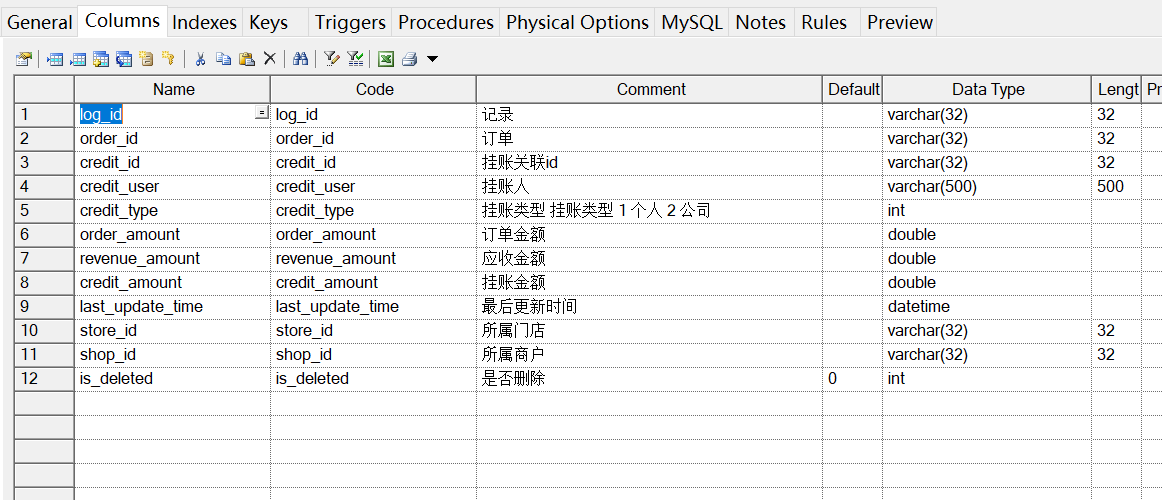 General Columns Indexes Keys Triggers Procedures Physical Options MySQL Notes Rules Preview
Name Code Comment Default Data Type Lengt Pr
1 log_id log_id 记录 varchar(32) 32
2 order_id order_id 订单 varchar(32) 32
3 credit_id credit_id 挂账关联id varchar(32) 32
4 credit_user credit_user 挂账人 varchar(500) 500
5 credit_type credit_type 挂账类型 挂账类型 1 个人 2 公司 int
6 order_amount order_amount 订单金额 double
7 revenue_amount revenue_amount 应收金额 double
8 credit_amount credit_amount 挂账金额 double
9 last_update_time last_update_time 最后更新时间 datetime
10 store_id store_id 所属门店 varchar(32) 32
11 shop_id shop_id 所属商户 varchar(32) 32
12 is_deleted is_deleted 是否删除 0 int